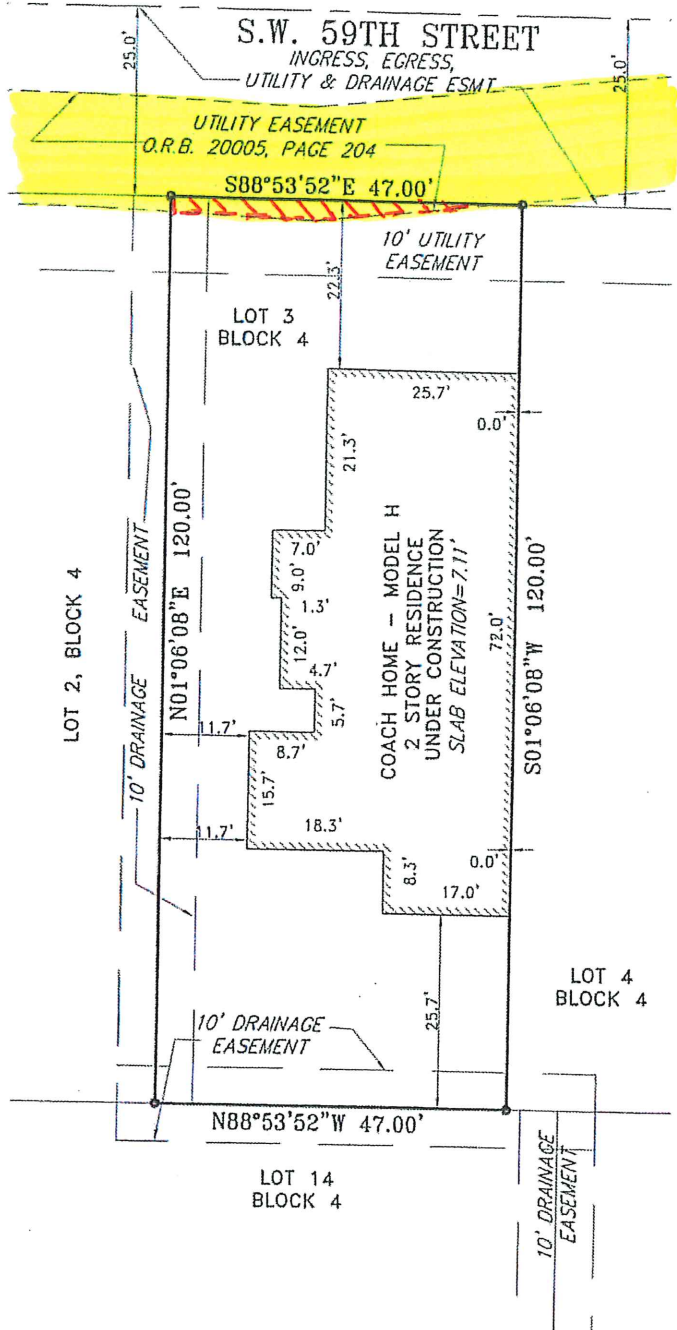 25.0'
S.W. 59TH STREET
INGRESS, EGRESS,
UTILITY & DRAINAGE ESMT
25.0'
UTILITY EASEMENT
O.R.B. 20005, PAGE 204
S88°53'52"E 47.00'
10' UTILITY
EASEMENT
22.3'
LOT 3
BLOCK 4
25.7'
0.0'
21.3'
7.0'
9.0'
1.3'
12.0'
4.7'
5.7'
11.7'
8.7'
15.7'
11.7'
18.3'
8.3'
0.0'
17.0'
COACH HOME – MODEL H
2 STORY RESIDENCE
UNDER CONSTRUCTION
SLAB ELEVATION=7.11'
72.0'
S01°06'08"W 120.00'
N01°06'08"E 120.00'
10' DRAINAGE EASEMENT
LOT 2, BLOCK 4
LOT 4
BLOCK 4
25.7'
10' DRAINAGE
EASEMENT
N88°53'52"W 47.00'
LOT 14
BLOCK 4
10' DRAINAGE
EASEMENT